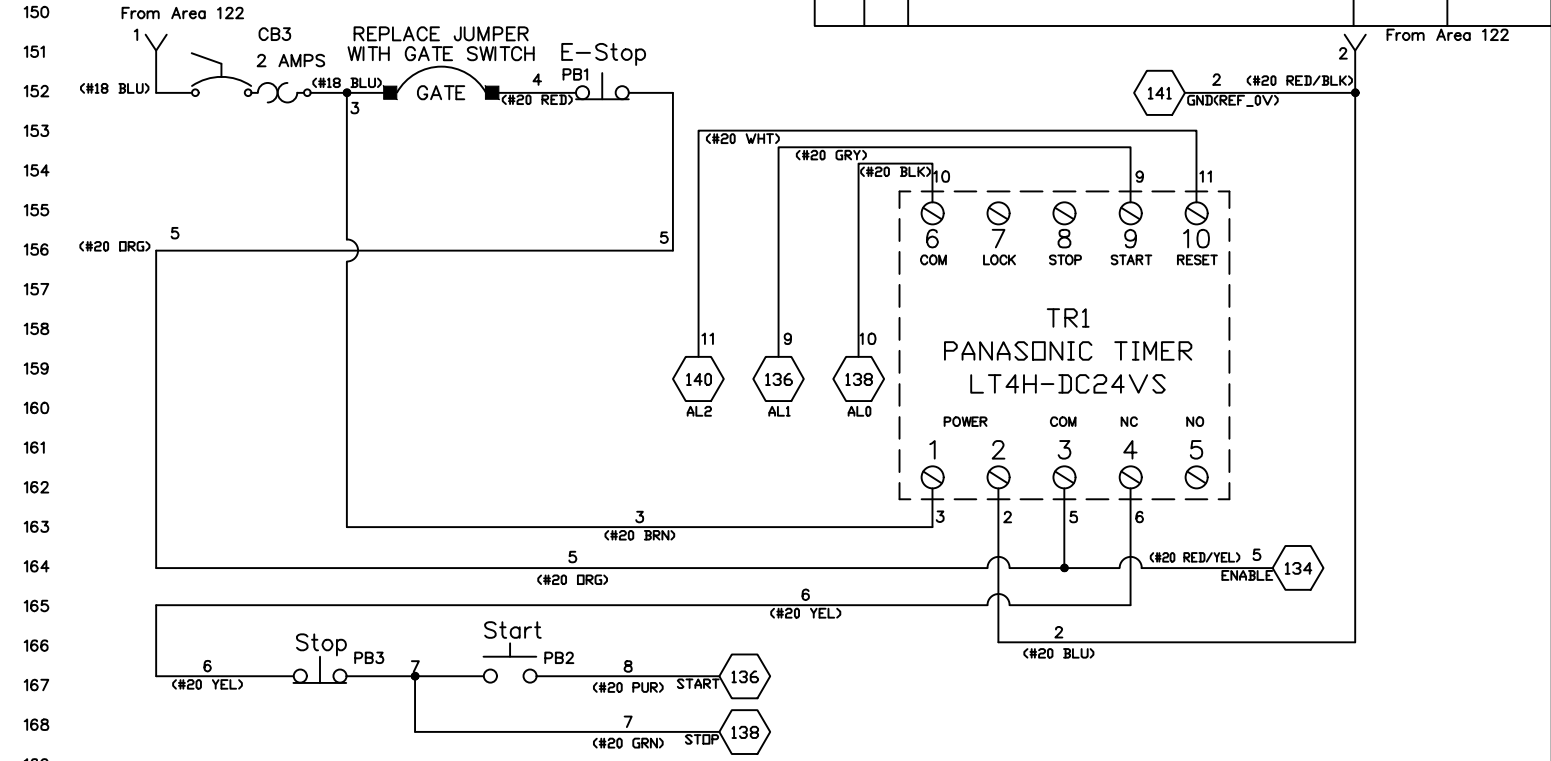 150
From Area 122
1
CB3
REPLACE JUMPER
WITH GATE SWITCH
E-Stop
From Area 122
151
2 AMPS
PB1
2
152
(#18 BLU)
(#18 BLU)
3
GATE
4
(#20 RED)
141
2
(#20 RED/BLK)
GND(REF_0V)
153
(#20 WHT)
(#20 GRY)
154
(#20 BLK)
10
9
11
155
156
(#20 ORG)
5
5
6
7
8
9
10
COM
LOCK
STOP
START
RESET
157
158
TR1
PANASONIC TIMER
LT4H-DC24VS
11
9
10
159
140
136
138
160
AL2
AL1
AL0
POWER
COM
NC
NO
161
1
2
3
4
5
162
163
3
(#20 BRN)
3
2
5
6
164
5
(#20 ORG)
(#20 RED/YEL)
5
ENABLE
134
165
6
(#20 YEL)
166
Stop
PB3
Start
PB2
2
(#20 BLU)
167
6
(#20 YEL)
7
8
(#20 PUR)
START
136
168
7
(#20 GRN)
STOP
138